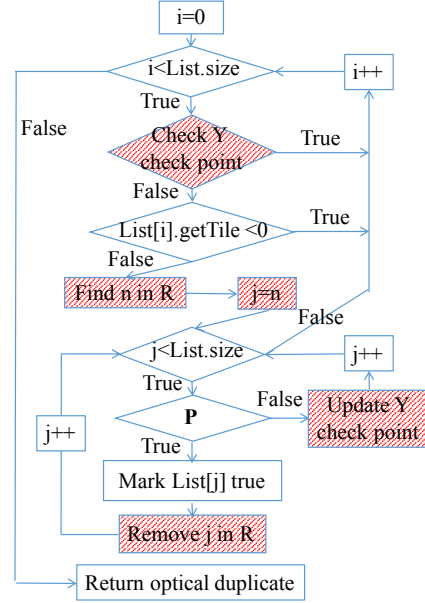 i=0
i<List.size
i++
True
False
Check Y
check point
True
False
List[i].getTile <0
True
False
Find n in R
j=n
False
j<List.size
j++
True
P
False
Update Y
check point
j++
True
Mark List[j] true
Remove j in R
Return optical duplicate